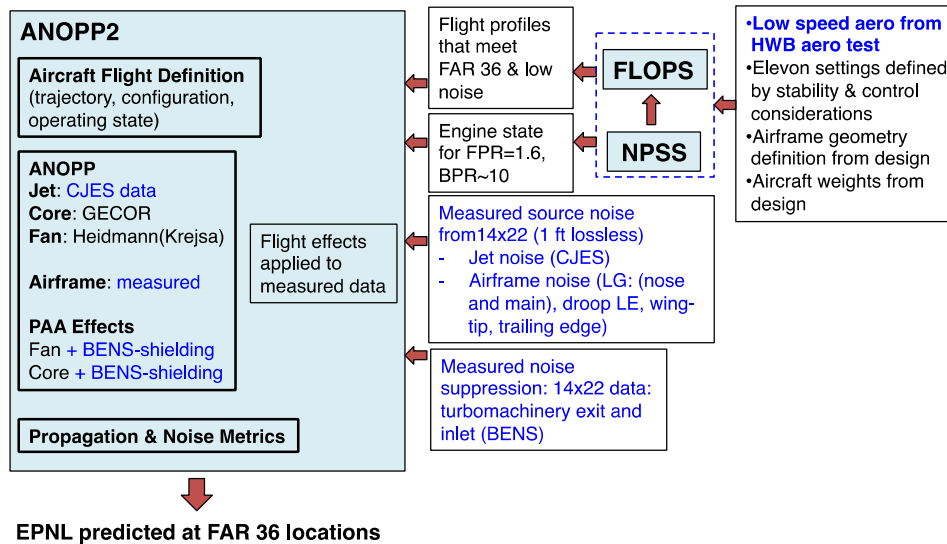 ANOPP2
Aircraft Flight Definition
(trajectory, configuration,
operating state)
ANOPP
Jet: CJES data
Core: GECOR
Fan: Heidmann(Krejsa)
Airframe: measured
PAA Effects
Fan + BENS-shielding
Core + BENS-shielding
Propagation & Noise Metrics
Flight effects
applied to
measured data
Flight profiles
that meet
FAR 36 & low
noise
Engine state
for FPR=1.6,
BPR~10
Measured source noise
from14x22 (1 ft lossless)
- Jet noise (CJES)
- Airframe noise (LG: (nose
and main), droop LE, wing-
tip, trailing edge)
Measured noise
suppression: 14x22 data:
turbomachinery exit and
inlet (BENS)
FLOPS
NPSS
•Low speed aero from
HWB aero test
•Elevon settings defined
by stability & control
considerations
•Airframe geometry
definition from design
•Aircraft weights from
design
EPNL predicted at FAR 36 locations